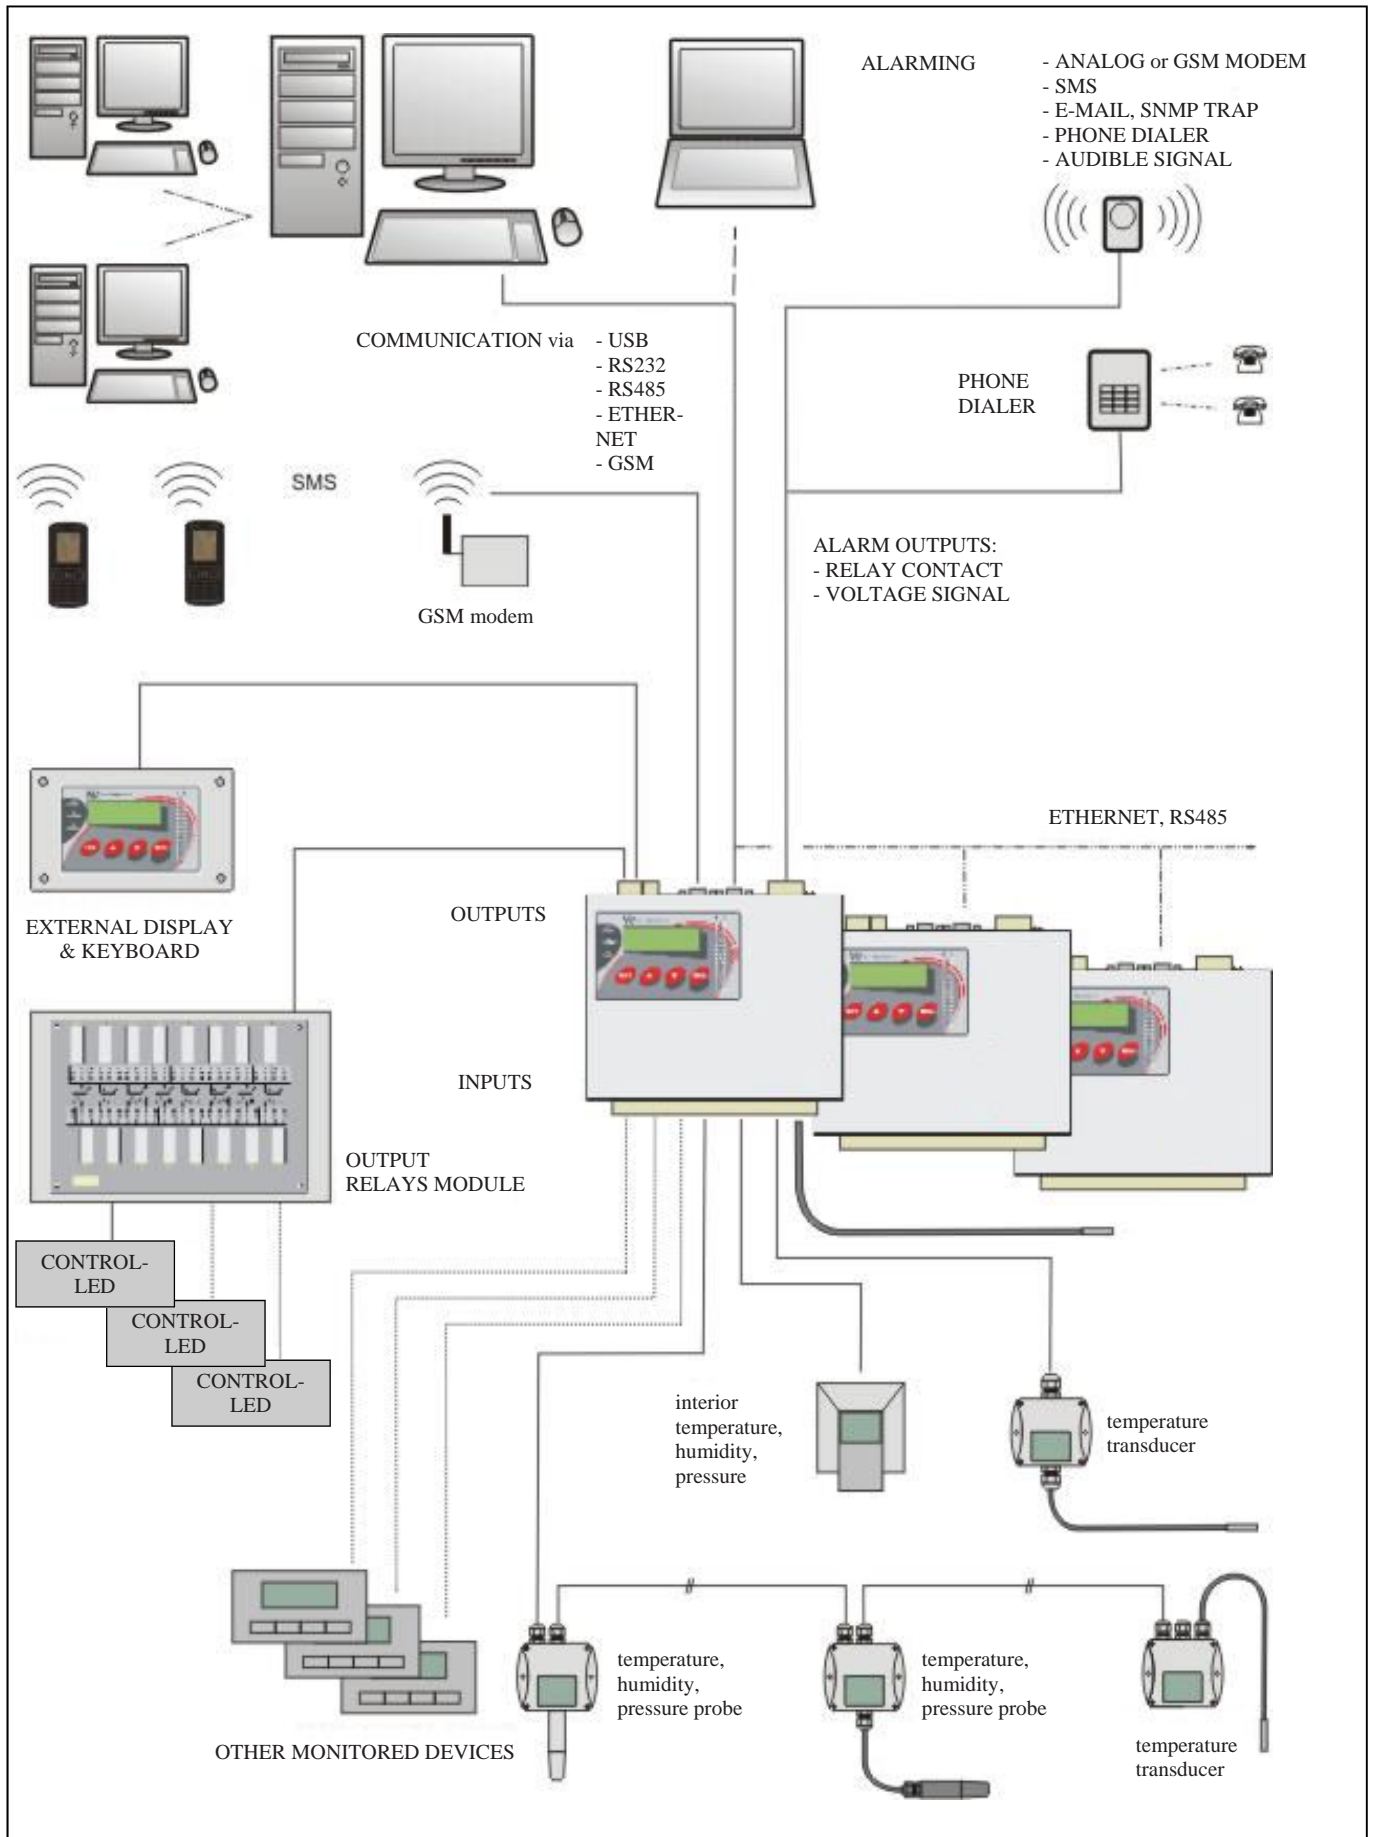 ALARMING
- ANALOG or GSM MODEM
- SMS
- E-MAIL, SNMP TRAP
- PHONE DIALER
- AUDIBLE SIGNAL
COMMUNICATION via
- USB
- RS232
- RS485
- ETHER-
NET
- GSM
PHONE
DIALER
SMS
GSM modem
ALARM OUTPUTS:
- RELAY CONTACT
- VOLTAGE SIGNAL
ETHERNET, RS485
EXTERNAL DISPLAY
& KEYBOARD
OUTPUTS
INPUTS
OUTPUT
RELAYS MODULE
CONTROL-
LED
CONTROL-
LED
CONTROL-
LED
interior
temperature,
humidity,
pressure
temperature
transducer
temperature,
humidity,
pressure probe
temperature,
humidity,
pressure probe
temperature
transducer
OTHER MONITORED DEVICES